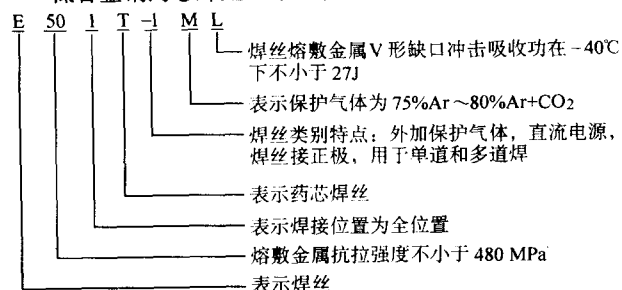 E 50 1 T -1 M L
焊丝熔敷金属V形缺口冲击吸收功在-40℃
下不小于27J
表示保护气体为75%Ar～80%Ar+CO2
焊丝类别特点：外加保护气体，直流电源，
焊丝接正极，用于单道和多道焊
表示药芯焊丝
表示焊接位置为全位置
熔敷金属抗拉强度不小于480 MPa
表示焊丝